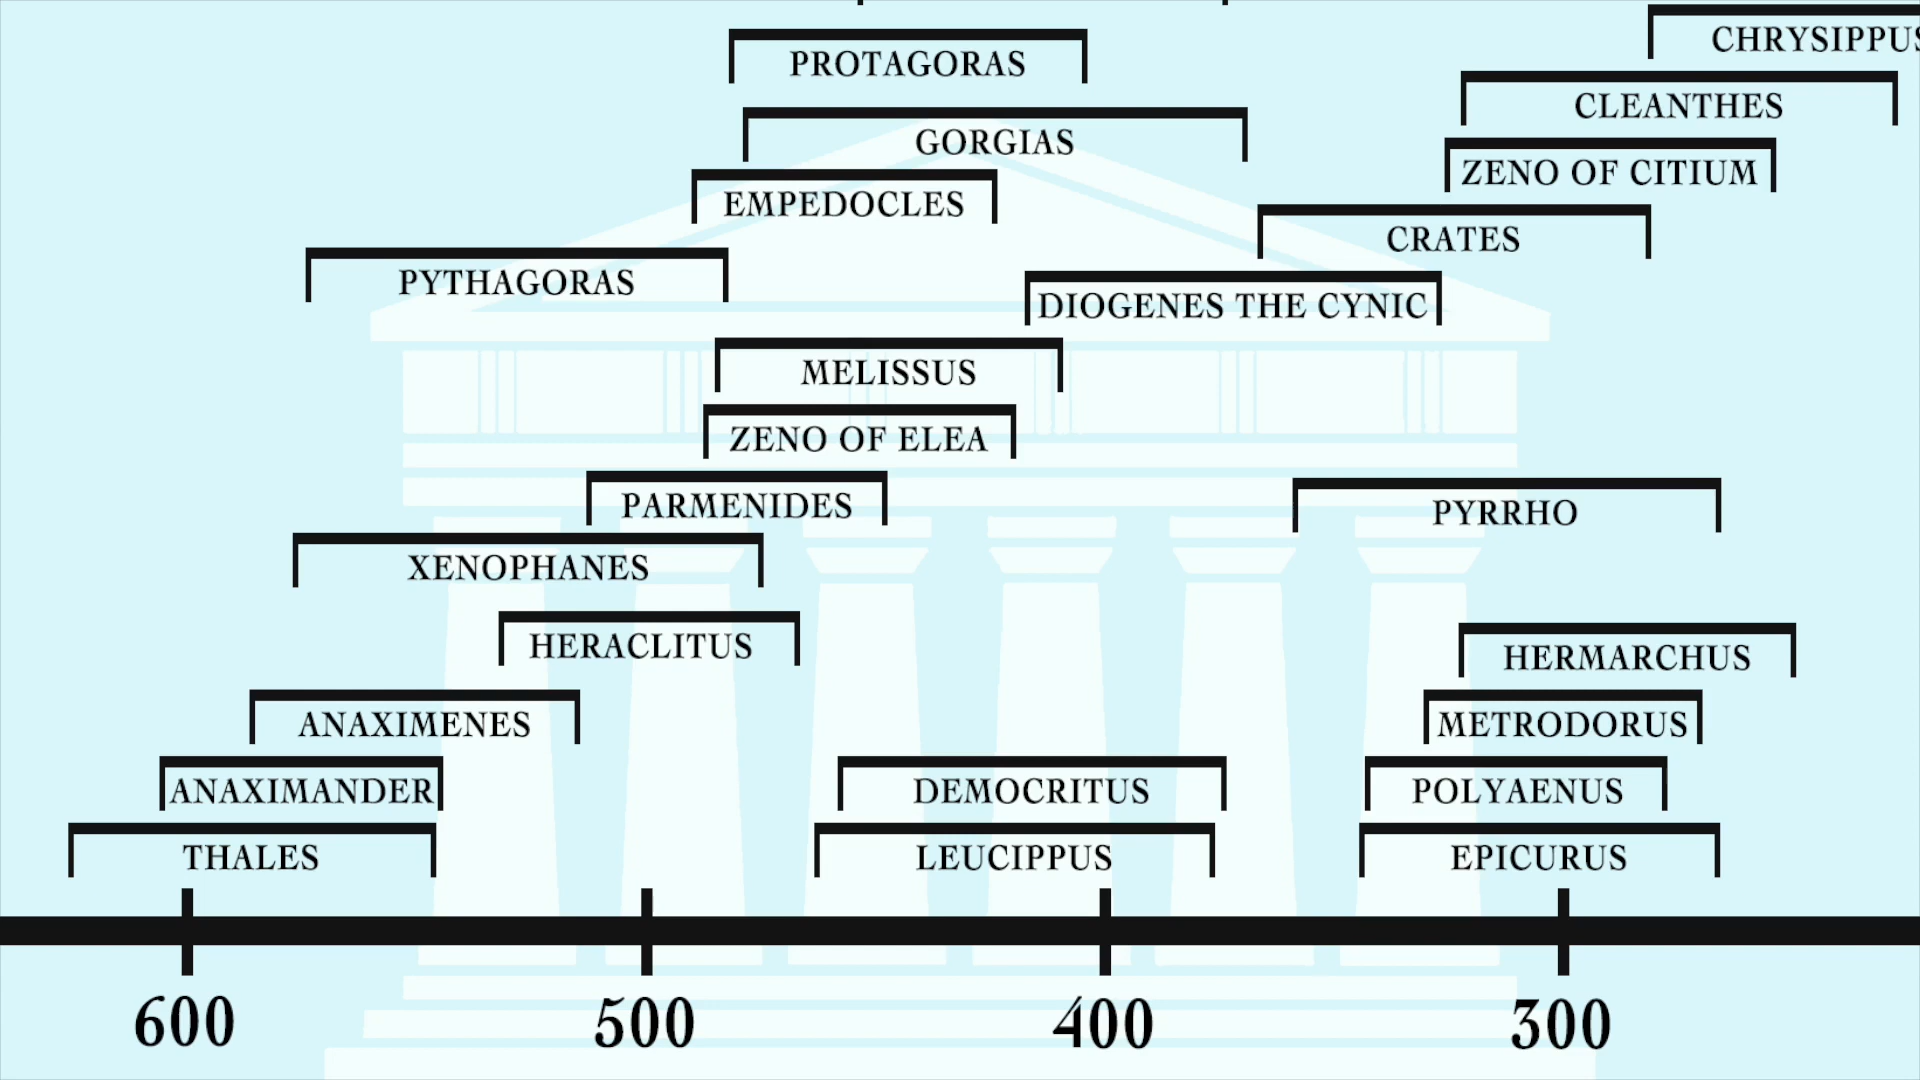 CHRYSIPPUS
PROTAGORAS
CLEANTHES
GORGIAS
ZENO OF CITIUM
EMPEDOCLES
CRATES
PYTHAGORAS
DIOGENES THE CYNIC
MELISSUS
ZENO OF ELEA
PARMENIDES
PYRRHO
XENOPHANES
HERACLITUS
HERMARCHUS
ANAXIMENES
METRODORUS
ANAXIMANDER
DEMOCRITUS
POLYAENUS
THALES
LEUCIPPUS
EPICURUS
600 500 400 300